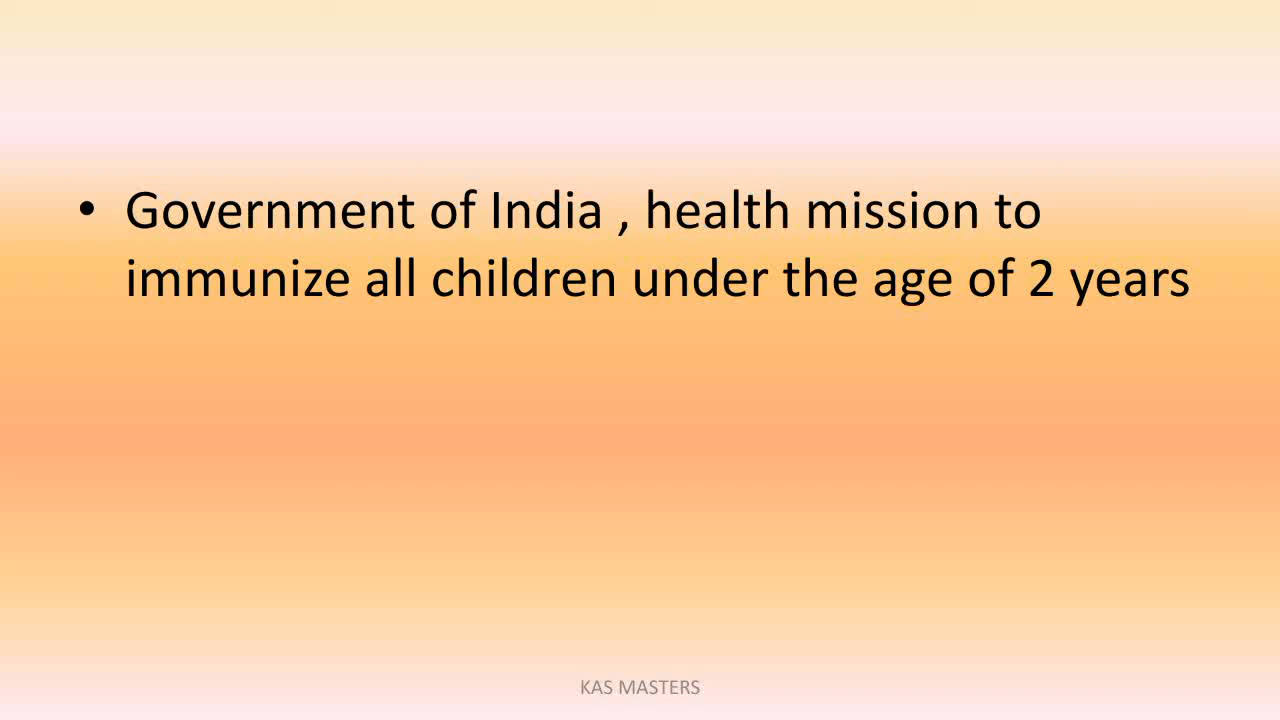 • Government of India , health mission to
immunize all children under the age of 2 years
KAS MASTERS